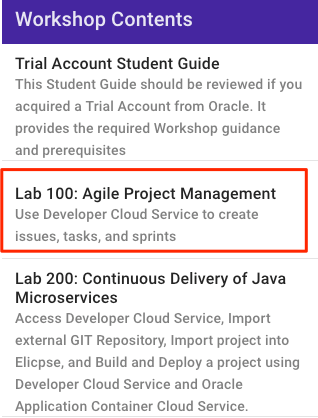 Workshop Contents
Trial Account Student Guide
This Student Guide should be reviewed if you
acquired a Trial Account from Oracle. It
provides the required Workshop guidance
and prerequisites
Lab 100: Agile Project Management
Use Developer Cloud Service to create
issues, tasks, and sprints
Lab 200: Continuous Delivery of Java
Microservices
Access Developer Cloud Service, Import
external GIT Repository, Import project into
Elicpse, and Build and Deploy a project using
Developer Cloud Service and Oracle
Application Container Cloud Service.